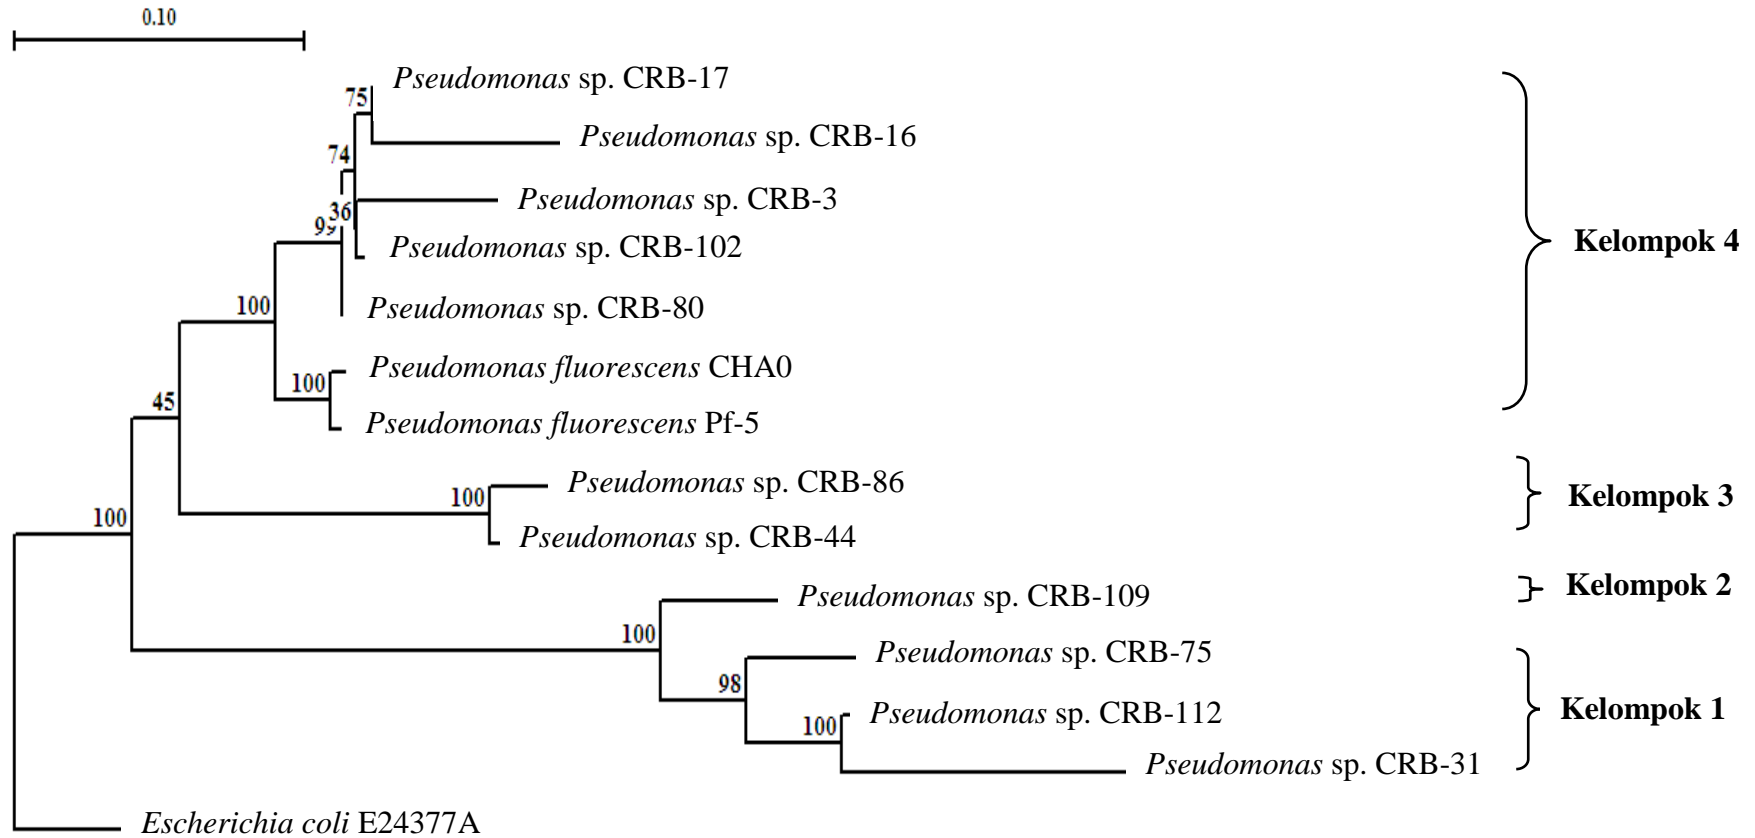 0.10
Pseudomonas sp. CRB-17
75
Pseudomonas sp. CRB-16
74
Pseudomonas sp. CRB-3
36
99
Pseudomonas sp. CRB-102
Kelompok 4
100
Pseudomonas sp. CRB-80
Pseudomonas fluorescens CHA0
100
45
Pseudomonas fluorescens Pf-5
Pseudomonas sp. CRB-86
100
Kelompok 3
100
Pseudomonas sp. CRB-44
Pseudomonas sp. CRB-109
Kelompok 2
100
Pseudomonas sp. CRB-75
98
Pseudomonas sp. CRB-112
Kelompok 1
100
Pseudomonas sp. CRB-31
Escherichia coli E24377A